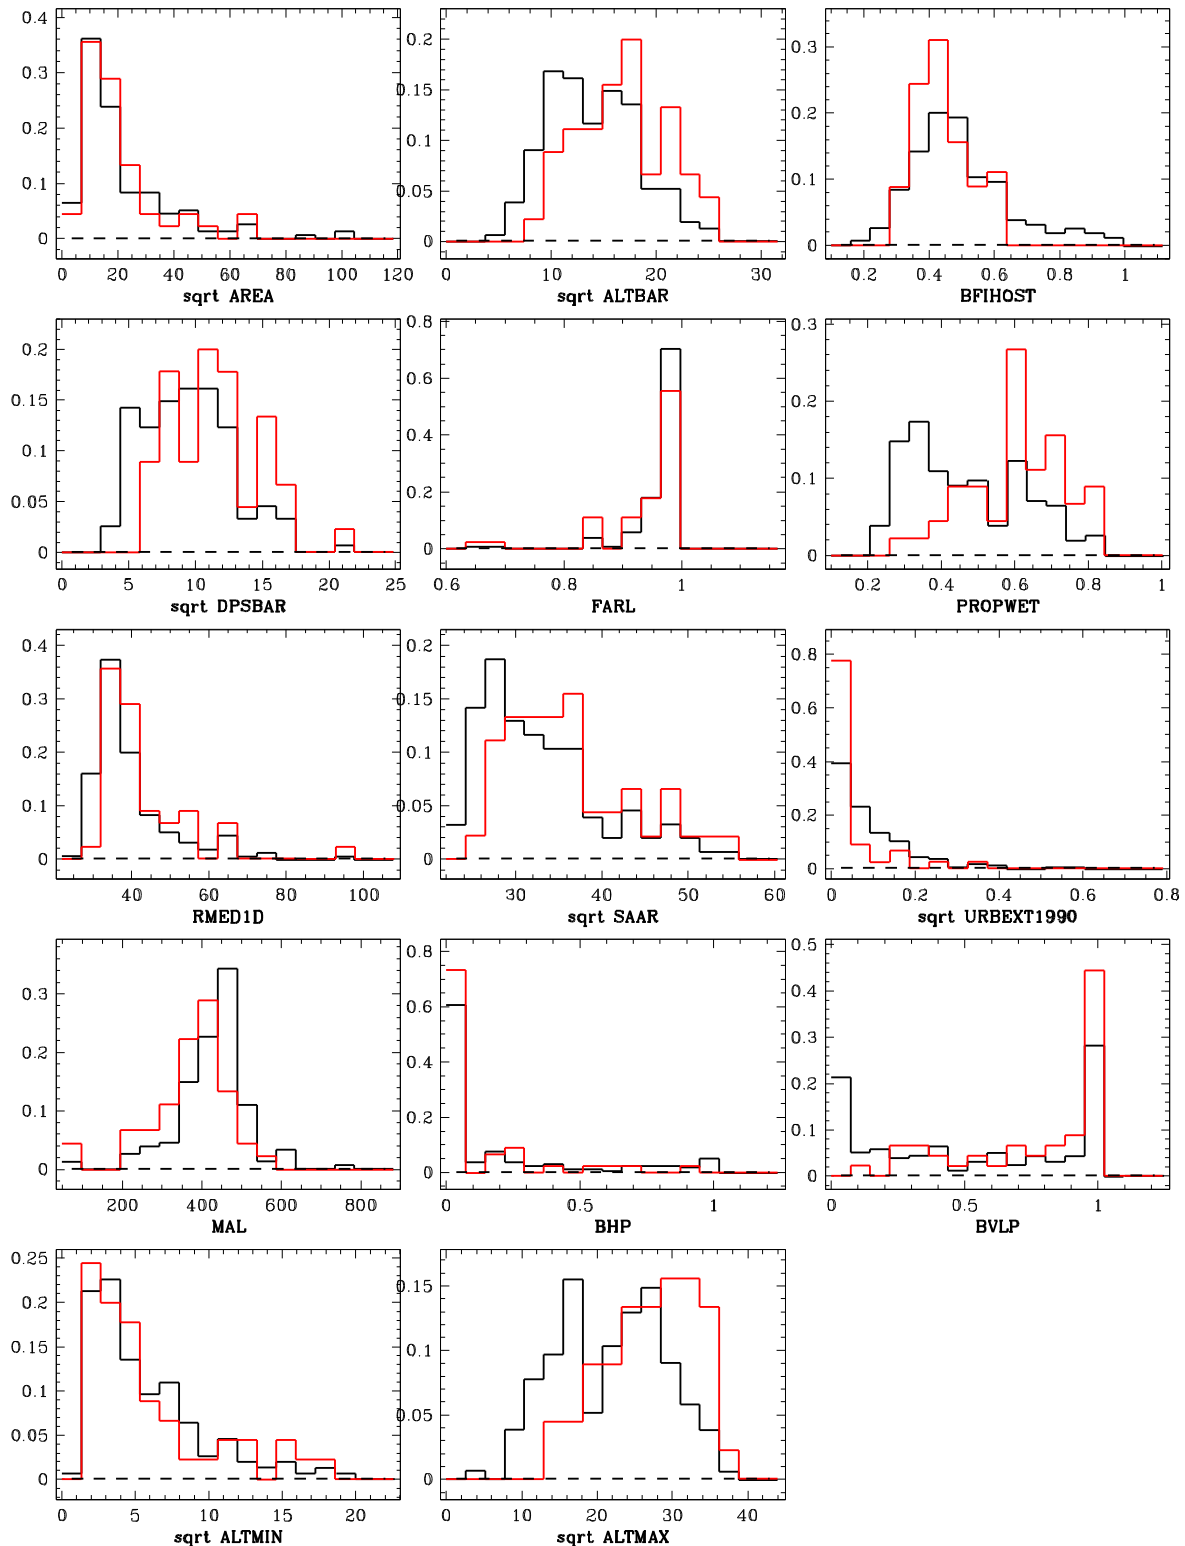 0.4
0.3
0.2
0.1
0
0 20 40 60 80 100 120
sqrt AREA
0.2
0.15
0.1
0.05
0
0 10 20 30
sqrt ALTBAR
0.3
0.2
0.1
0
0.2 0.4 0.6 0.8 1
BFIHOST
0.2
0.15
0.1
0.05
0
0 5 10 15 20 25
sqrt DPSBAR
0.8
0.6
0.4
0.2
0
0.6 0.8 1
FARL
0.3
0.2
0.1
0
0.2 0.4 0.6 0.8 1
PROPWET
0.4
0.3
0.2
0.1
0
40 60 80 100
RMED1D
0.2
0.15
0.1
0.05
0
30 40 50 60
sqrt SAAR
0.8
0.6
0.4
0.2
0
0 0.2 0.4 0.6 0.8
sqrt URBEXT1990
0.3
0.2
0.1
0
200 400 600 800
MAL
0.8
0.6
0.4
0.2
0
0 0.5 1
BHP
0.5
0.4
0.3
0.2
0.1
0
0 0.5 1
BVLP
0.25
0.2
0.15
0.1
0.05
0
0 5 10 15 20
sqrt ALTMIN
0.15
0.1
0.05
0
0 10 20 30 40
sqrt ALTMAX